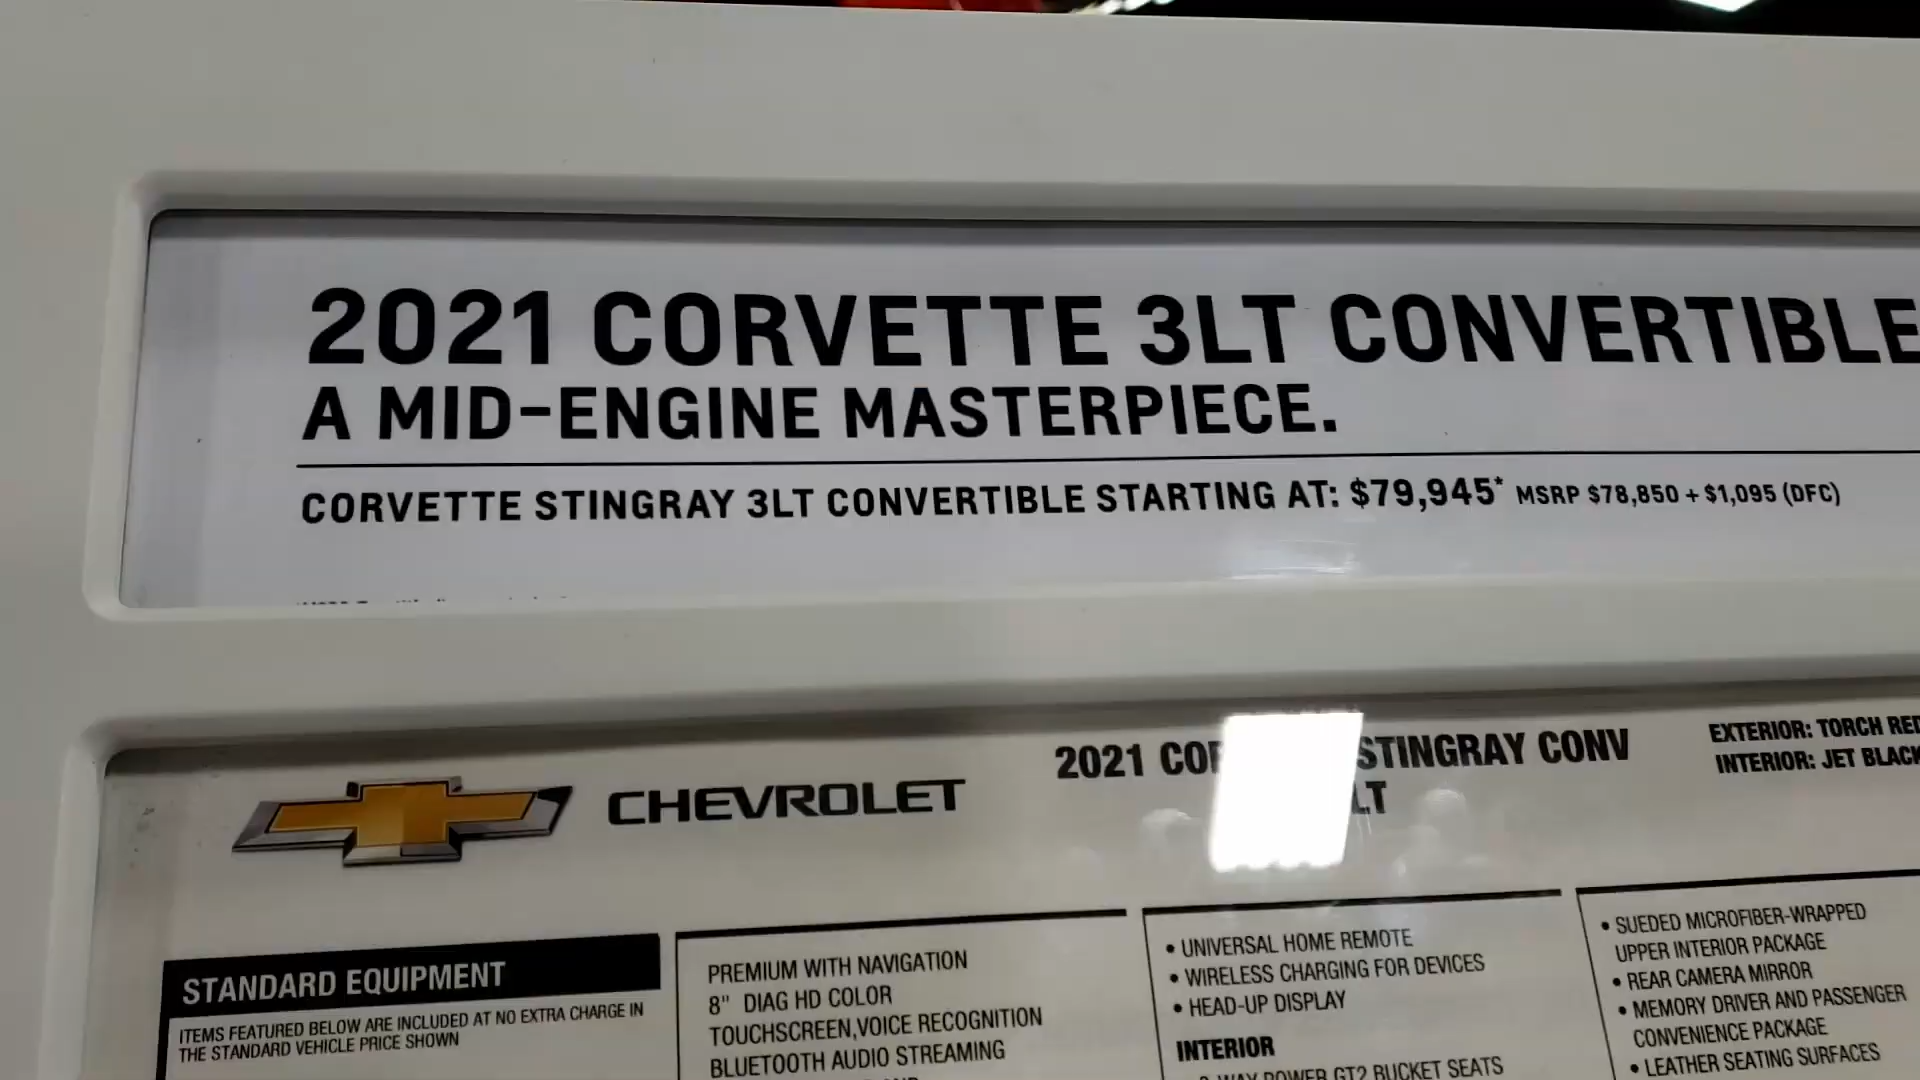 2021 CORVETTE 3LT CONVERTIBLE
A MID-ENGINE MASTERPIECE.
CORVETTE STINGRAY 3LT CONVERTIBLE STARTING AT: $79,945* MSRP $78,850 + $1,095 (DFC)
CHEVROLET
2021 STINGRAY CONV
EXTERIOR: TORCH RED
INTERIOR: JET BLACK
STANDARD EQUIPMENT
ITEMS FEATURED BELOW ARE INCLUDED AT NO EXTRA CHARGE IN
THE STANDARD VEHICLE PRICE SHOWN
PREMIUM WITH NAVIGATION
8" DIAG HD COLOR
TOUCHSCREEN,VOICE RECOGNITION
BLUETOOTH AUDIO STREAMING
• UNIVERSAL HOME REMOTE
• WIRELESS CHARGING FOR DEVICES
• HEAD-UP DISPLAY
INTERIOR
POWER GT2 BUCKET SEATS
• SUEDED MICROFIBER-WRAPPED
UPPER INTERIOR PACKAGE
• REAR CAMERA MIRROR
• MEMORY DRIVER AND PASSENGER
CONVENIENCE PACKAGE
• LEATHER SEATING SURFACES